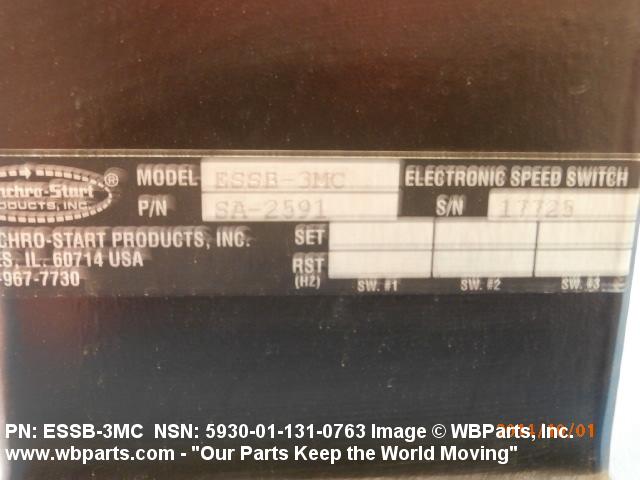 nchro-Start ®
PRODUCTS, INC.
MODEL ESSB-3MC ELECTRONIC SPEED SWITCH
P/N SA-2591 S/N 17725
CHRO-START PRODUCTS, INC. SET
ES, IL. 60714 USA RST
-967-7730 (HZ) SW. #1 SW. #2 SW. #3
PN: ESSB-3MC NSN: 5930-01-131-0763 Image © WBParts, Inc.
www.wbparts.com - "Our Parts Keep the World Moving"